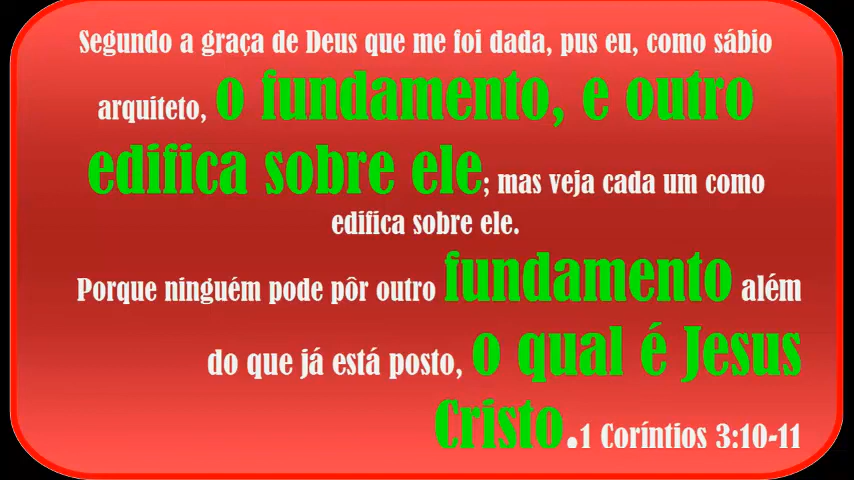 Segundo a graça de Deus que me foi dada, pus eu, como sábio
arquiteto, o fundamento, e outro
edifica sobre ele; mas veja cada um como
edifica sobre ele.
Porque ninguém pode pôr outro fundamento além
do que já está posto, o qual é Jesus
Cristo.1 Coríntios 3:10-11